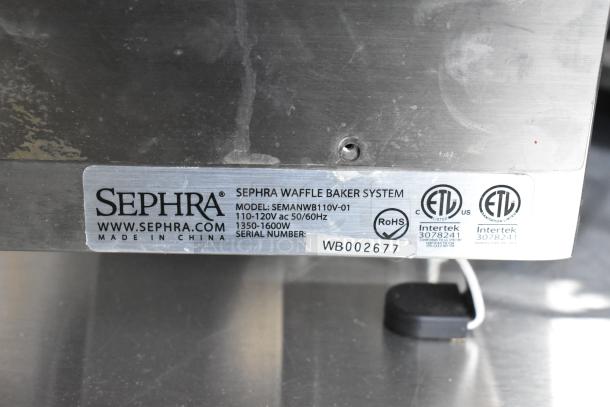 SEPHRA®
WWW.SEPHRA.COM
MADE IN CHINA
SEPHRA WAFFLE BAKER SYSTEM
MODEL: SEMANWB110V-01
110-120V ac 50/60Hz
1350-1600W
SERIAL NUMBER:
WB002677
RoHS
C ETL US
Intertek
3078241
ETL
Intertek
3078241